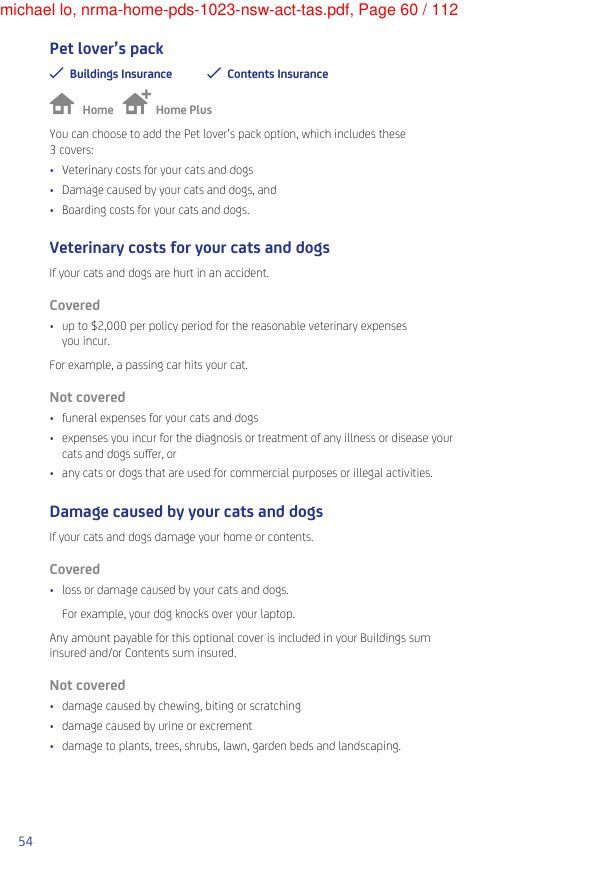 michael lo, nrma-home-pds-1023-nsw-act-tas.pdf, Page 60 / 112
Pet lover's pack
Buildings Insurance Contents Insurance
Home Home Plus
You can choose to add the Pet lover's pack option, which includes these
3 covers:
• Veterinary costs for your cats and dogs
• Damage caused by your cats and dogs, and
• Boarding costs for your cats and dogs.
Veterinary costs for your cats and dogs
If your cats and dogs are hurt in an accident.
Covered
• up to $2,000 per policy period for the reasonable veterinary expenses
you incur.
For example, a passing car hits your cat.
Not covered
• funeral expenses for your cats and dogs
• expenses you incur for the diagnosis or treatment of any illness or disease your
cats and dogs suffer, or
• any cats or dogs that are used for commercial purposes or illegal activities.
Damage caused by your cats and dogs
If your cats and dogs damage your home or contents.
Covered
• loss or damage caused by your cats and dogs.
For example, your dog knocks over your laptop.
Any amount payable for this optional cover is included in your Buildings sum
insured and/or Contents sum insured.
Not covered
• damage caused by chewing, biting or scratching
• damage caused by urine or excrement
• damage to plants, trees, shrubs, lawn, garden beds and landscaping.
54